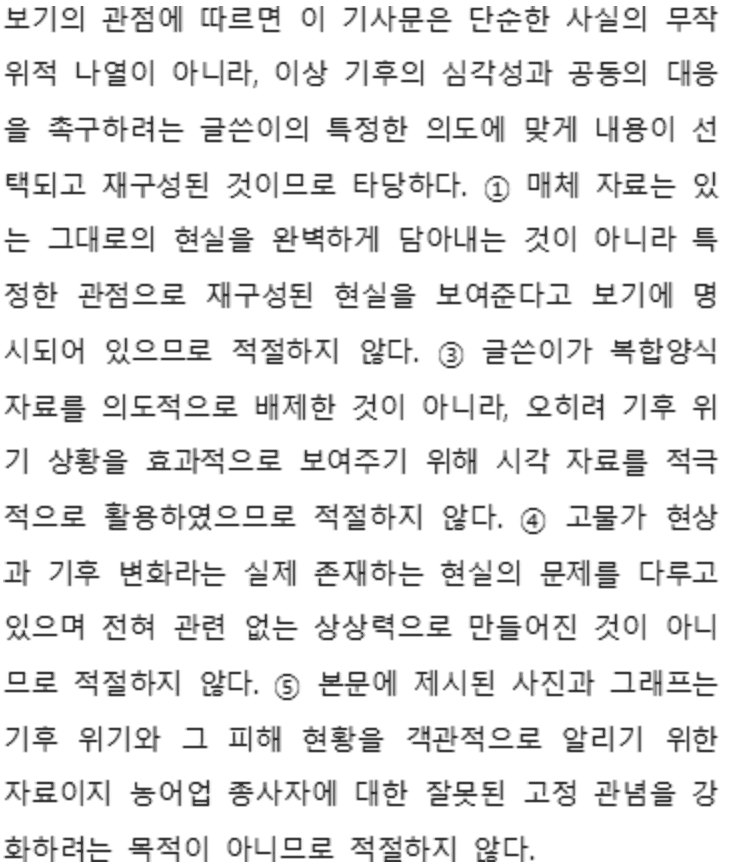 보기의 관점에 따르면 이 기사문은 단순한 사실의 무작
위적 나열이 아니라, 이상 기후의 심각성과 공동의 대응
을 촉구하려는 글쓴이의 특정한 의도에 맞게 내용이 선
택되고 재구성된 것이므로 타당하다. ① 매체 자료는 있
는 그대로의 현실을 완벽하게 담아내는 것이 아니라 특
정한 관점으로 재구성된 현실을 보여준다고 보기에 명
시되어 있으므로 적절하지 않다. ③ 글쓴이가 복합양식
자료를 의도적으로 배제한 것이 아니라, 오히려 기후 위
기 상황을 효과적으로 보여주기 위해 시각 자료를 적극
적으로 활용하였으므로 적절하지 않다. ④ 고물가 현상
과 기후 변화라는 실제 존재하는 현실의 문제를 다루고
있으며 전혀 관련 없는 상상력으로 만들어진 것이 아니
므로 적절하지 않다. ⑤ 본문에 제시된 사진과 그래프는
기후 위기와 그 피해 현황을 객관적으로 알리기 위한
자료이지 농어업 종사자에 대한 잘못된 고정 관념을 강
화하려는 목적이 아니므로 적절하지 않다.